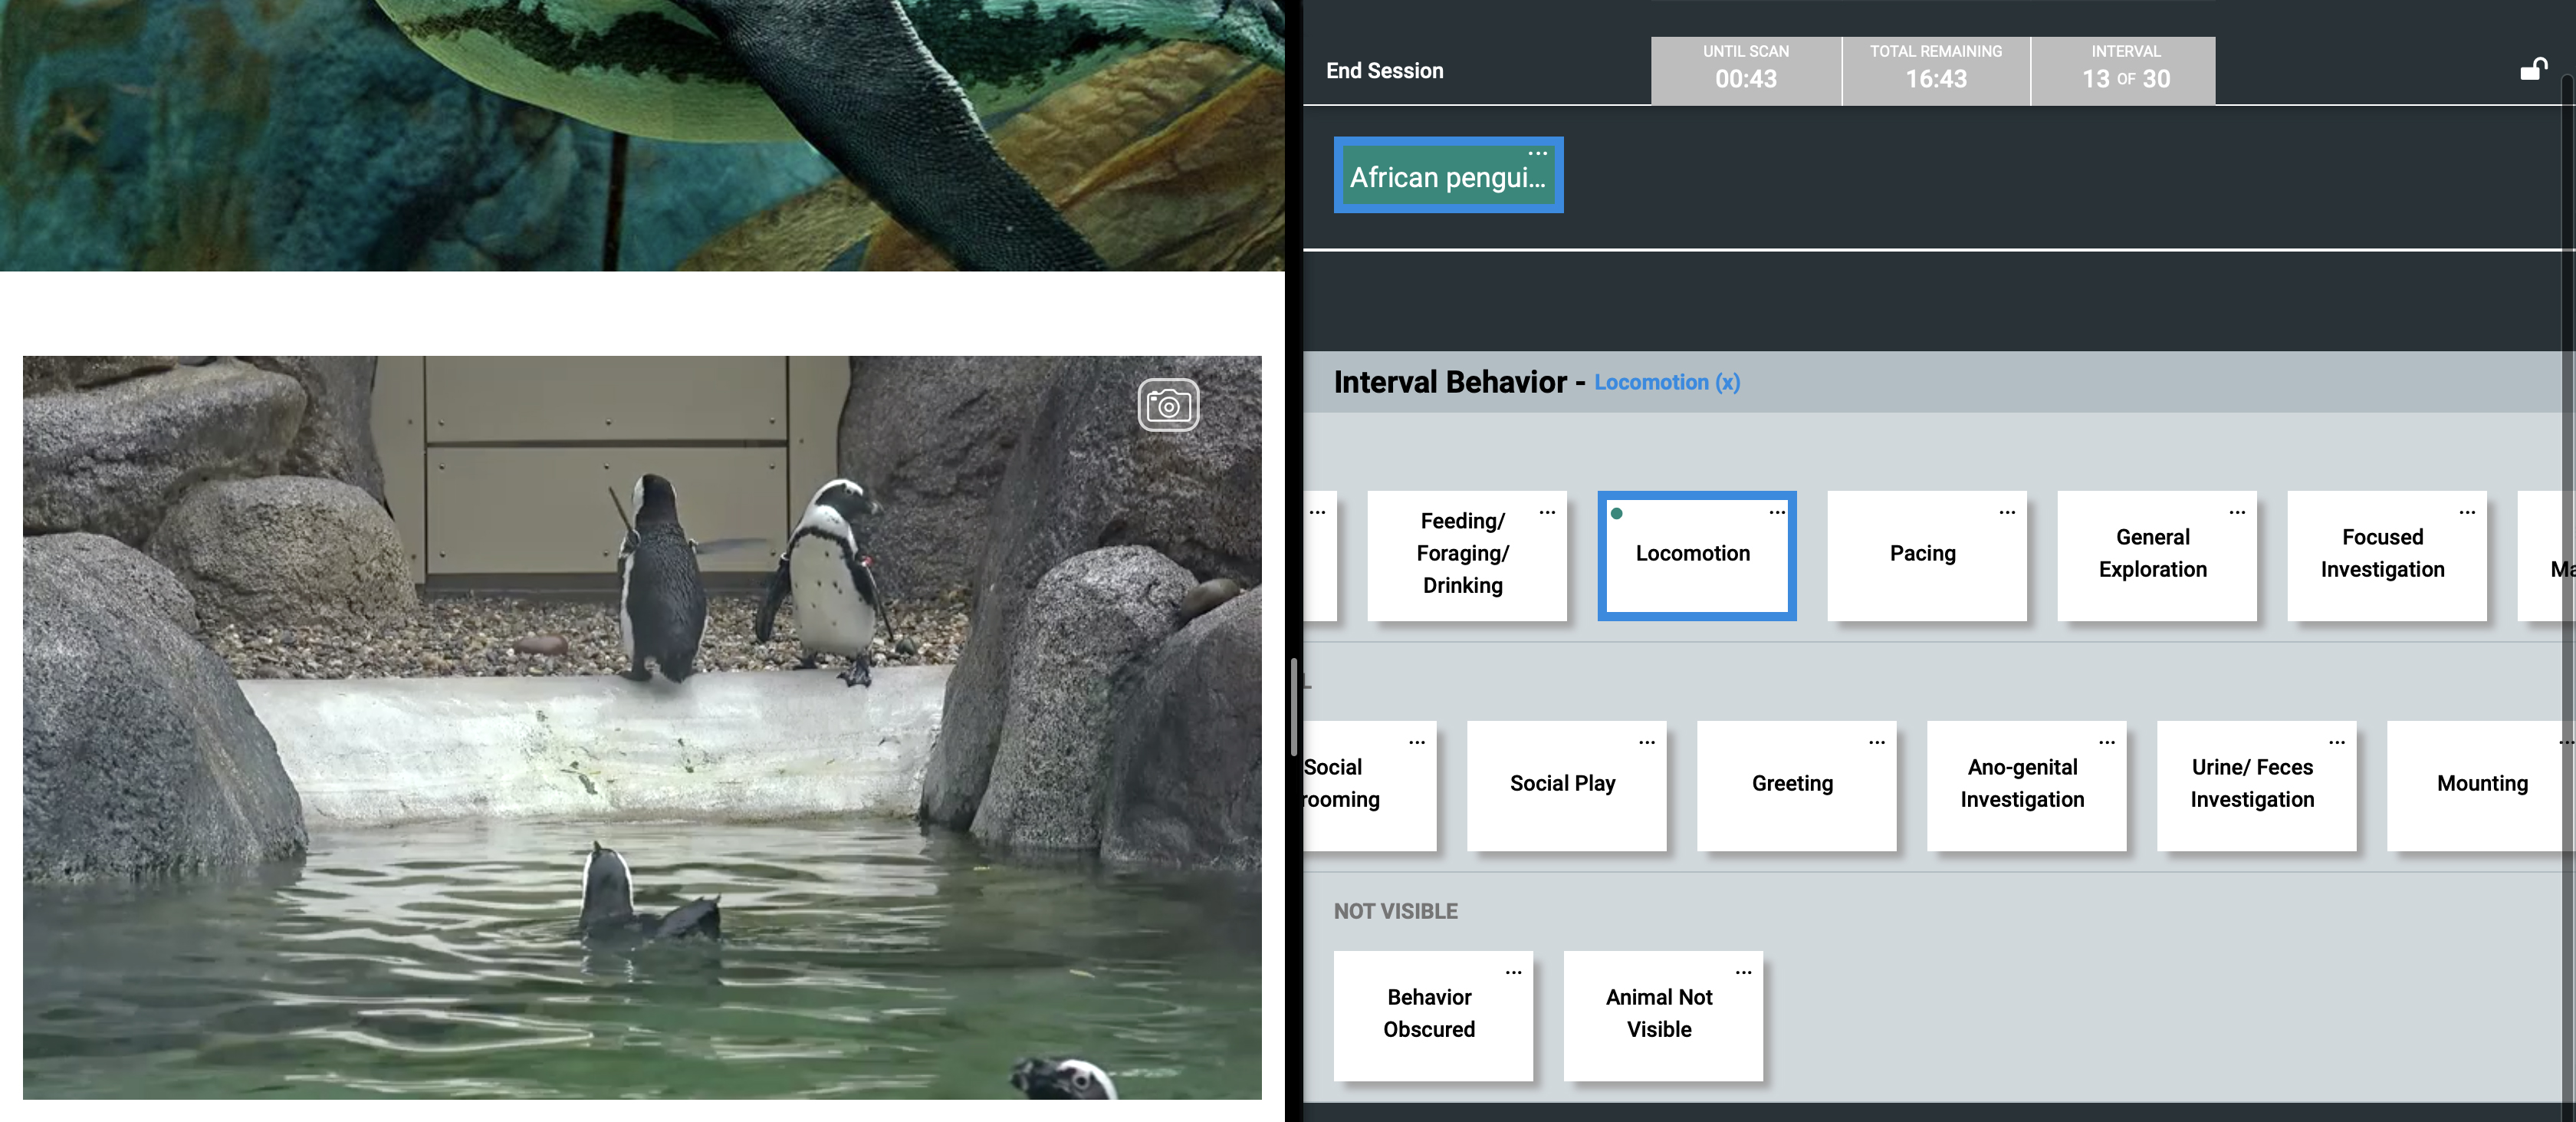 End Session
UNTIL SCAN
00:43
TOTAL REMAINING
16:43
INTERVAL
13 OF 30
...
African pengui...
Interval Behavior - Locomotion (x)
...
...
Feeding/
Foraging/
Drinking
...
Locomotion
...
Pacing
...
General
Exploration
...
Focused
Investigation
Ma
L
...
Social
rooming
...
Social Play
...
Greeting
...
Ano-genital
Investigation
...
Urine/ Feces
Investigation
...
Mounting
NOT VISIBLE
...
Behavior
Obscured
...
Animal Not
Visible